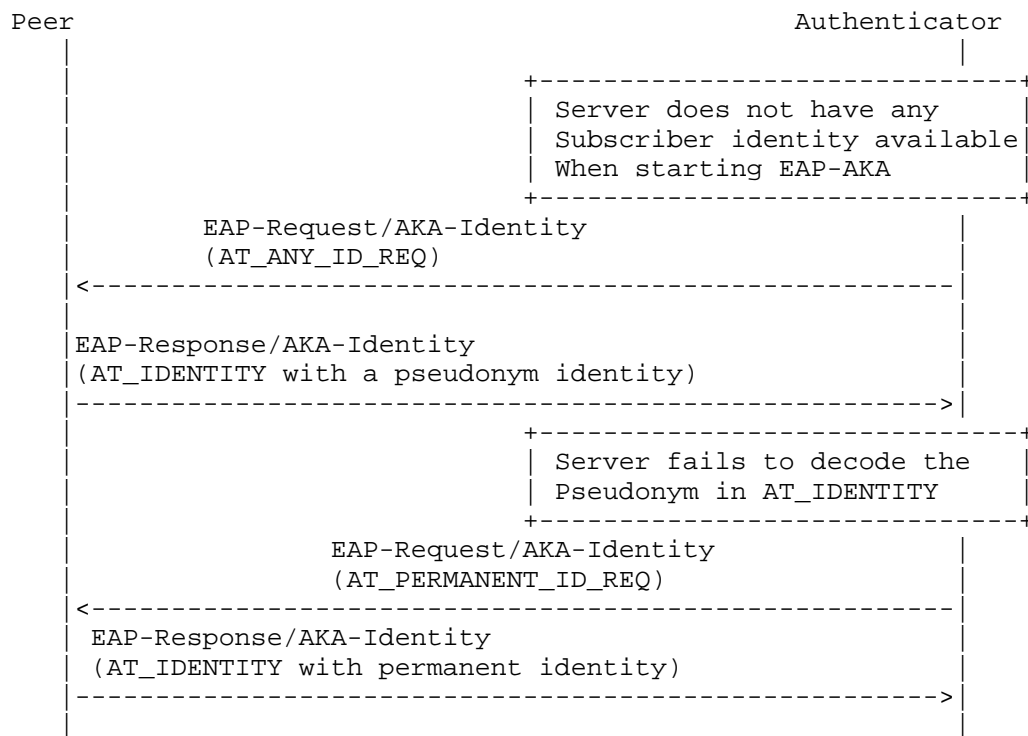 Peer Authenticator
Server does not have any
Subscriber identity available
When starting EAP-AKA
EAP-Request/AKA-Identity
(AT_ANY_ID_REQ)
EAP-Response/AKA-Identity
(AT_IDENTITY with a pseudonym identity)
Server fails to decode the
Pseudonym in AT_IDENTITY
EAP-Request/AKA-Identity
(AT_PERMANENT_ID_REQ)
EAP-Response/AKA-Identity
(AT_IDENTITY with permanent identity)